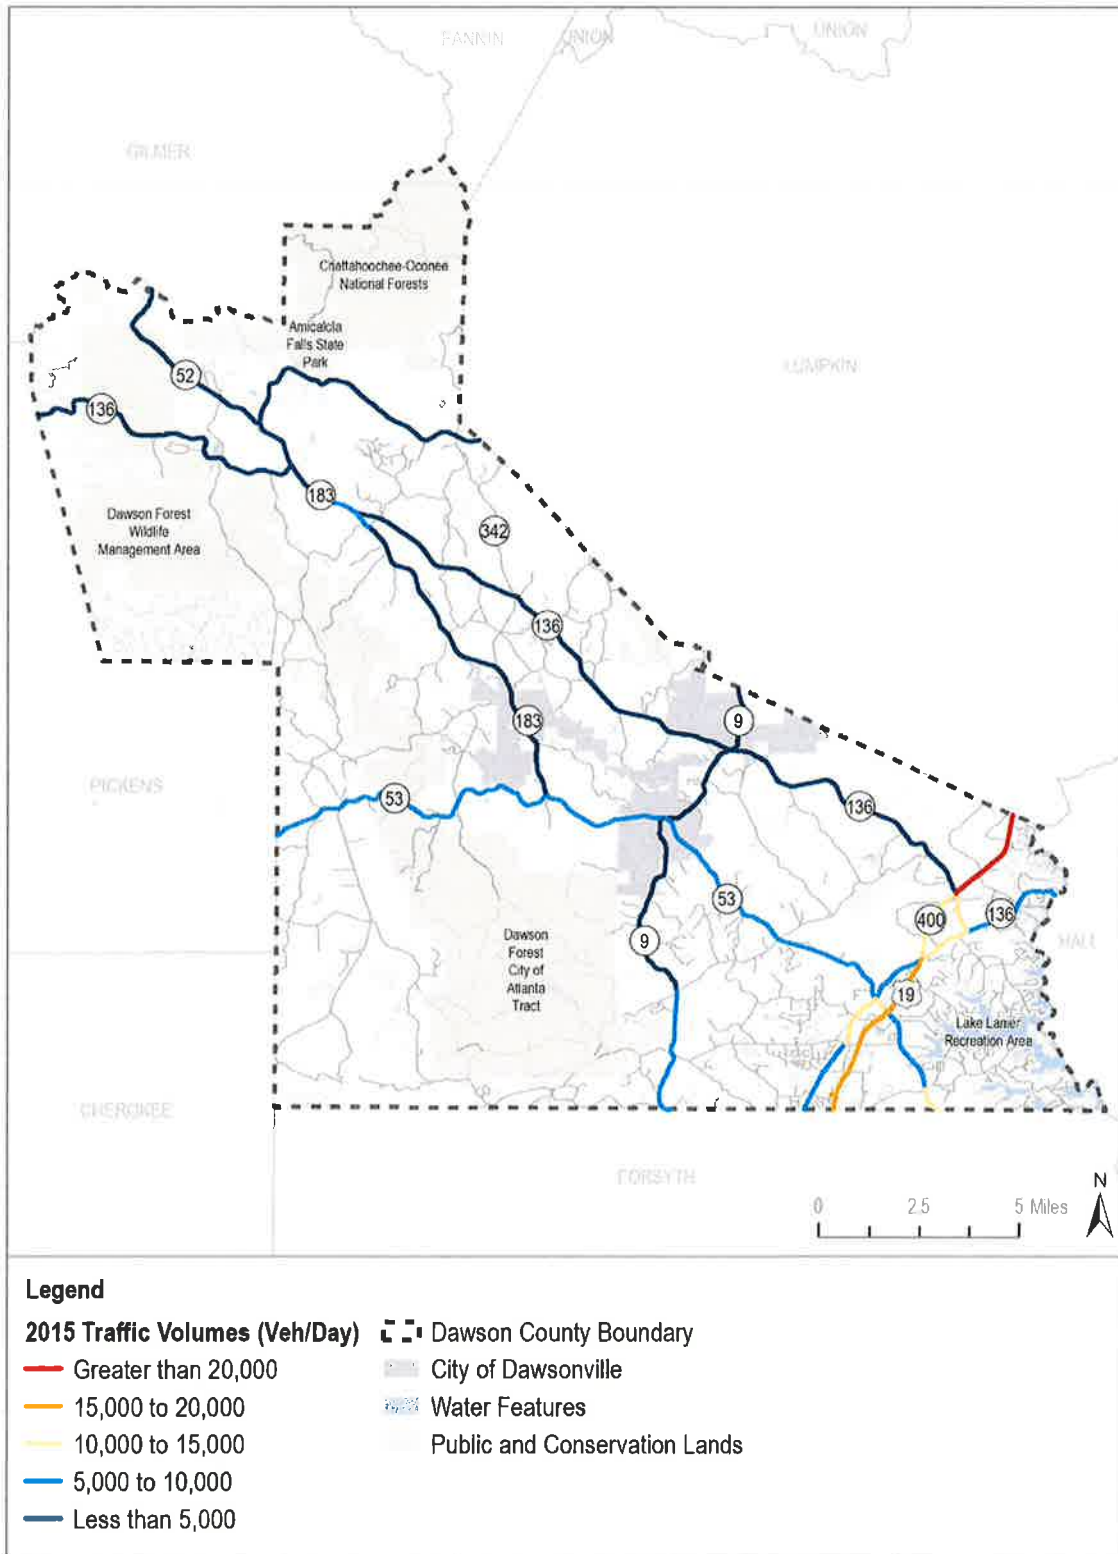 FANNIN
UNION
UNION
GILMER
Chattahoochee-Oconee
National Forests
Amicalola
Falls State
Park
LUMPKIN
52
136
183
Dawson Forest
Wildlife
Management Area
342
136
183
9
PICKENS
53
136
53
400
136
9
HALL
Dawson
Forest
City of
Atlanta
Tract
19
Lake Lanier
Recreation Area
CHEROKEE
FORSYTH
N
0 2.5 5 Miles
Legend
2015 Traffic Volumes (Veh/Day)
Greater than 20,000
15,000 to 20,000
10,000 to 15,000
5,000 to 10,000
Less than 5,000
Dawson County Boundary
City of Dawsonville
Water Features
Public and Conservation Lands